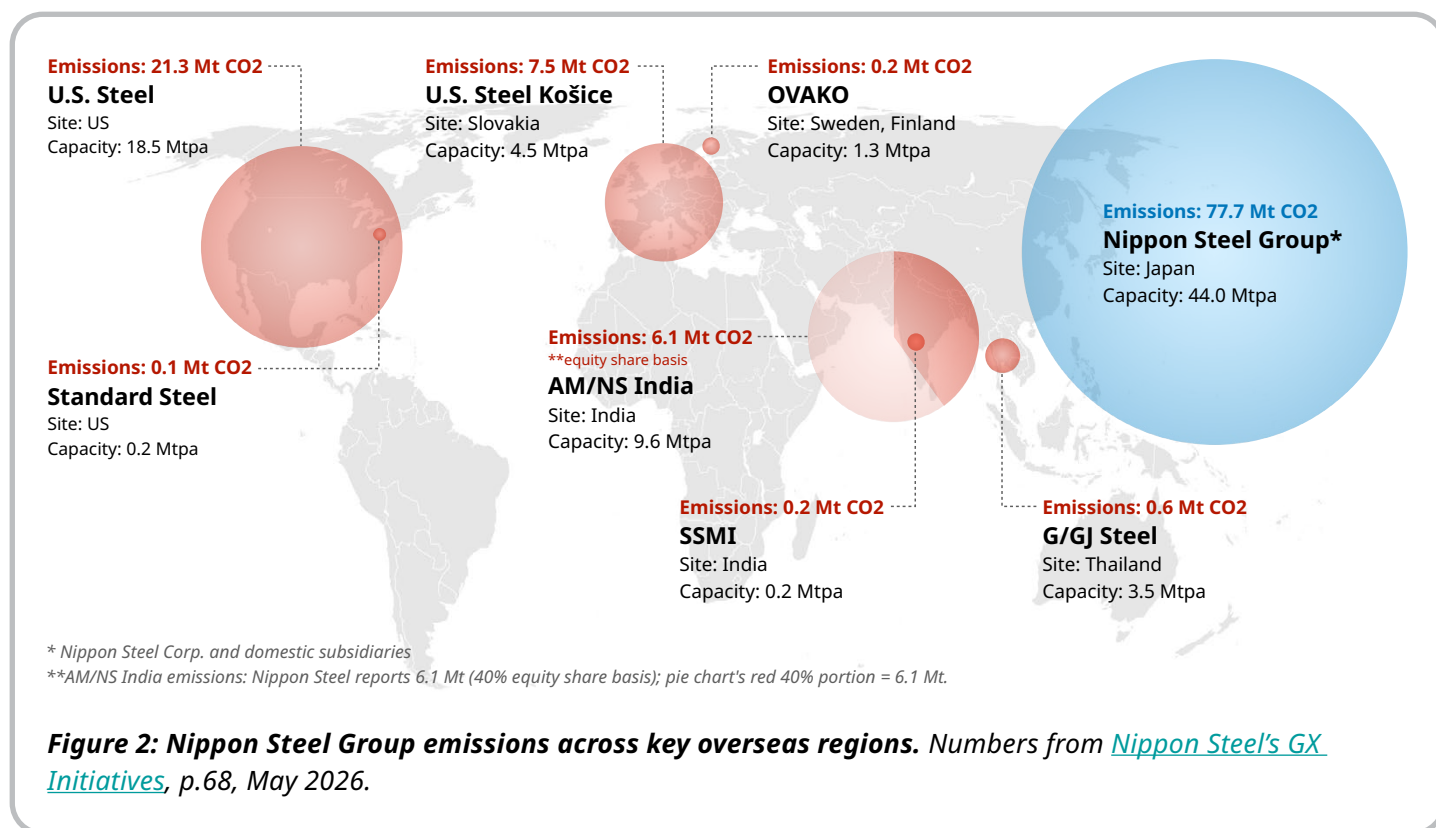 Emissions: 21.3 Mt CO2
U.S. Steel
Site: US
Capacity: 18.5 Mtpa
Emissions: 7.5 Mt CO2
U.S. Steel Košice
Site: Slovakia
Capacity: 4.5 Mtpa
Emissions: 0.2 Mt CO2
OVAKO
Site: Sweden, Finland
Capacity: 1.3 Mtpa
Emissions: 77.7 Mt CO2
Nippon Steel Group*
Site: Japan
Capacity: 44.0 Mtpa
Emissions: 0.1 Mt CO2
Standard Steel
Site: US
Capacity: 0.2 Mtpa
Emissions: 6.1 Mt CO2
**equity share basis
AM/NS India
Site: India
Capacity: 9.6 Mtpa
Emissions: 0.2 Mt CO2
SSMI
Site: India
Capacity: 0.2 Mtpa
Emissions: 0.6 Mt CO2
G/GJ Steel
Site: Thailand
Capacity: 3.5 Mtpa
* Nippon Steel Corp. and domestic subsidiaries
**AM/NS India emissions: Nippon Steel reports 6.1 Mt (40% equity share basis); pie chart's red 40% portion = 6.1 Mt.
Figure 2: Nippon Steel Group emissions across key overseas regions. Numbers from Nippon Steel’s GX
Initiatives, p.68, May 2026.